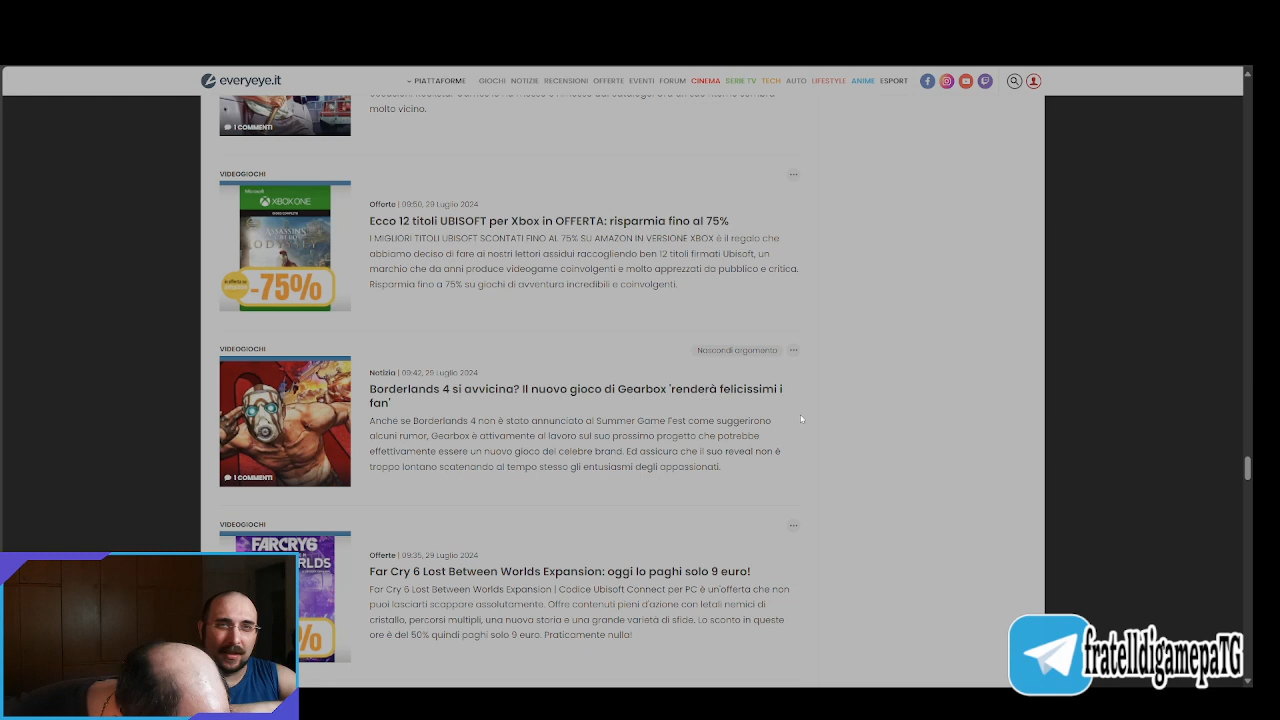 everyeye.it
PIATTAFORME GIOCHI NOTIZIE RECENSIONI OFFERTE EVENTI FORUM CINEMA SERIE TV TECH AUTO LIFESTYLE ANIME ESPORT
molto vicino.
1 COMMENTI
VIDEOGIOCHI
Microsoft
XBOX ONE
ASSASSIN'S
CREED
ODYSSEY
-75%
Offerte | 09:50, 29 Luglio 2024
Ecco 12 titoli UBISOFT per Xbox in OFFERTA: risparmia fino al 75%
I MIGLIORI TITOLI UBISOFT SCONTATI FINO AL 75% SU AMAZON IN VERSIONE XBOX è il regalo che
abbiamo deciso di fare ai nostri lettori assidui raccogliendo ben 12 titoli firmati Ubisoft, un
marchio che da anni produce videogame coinvolgenti e molto apprezzati da pubblico e critica.
Risparmia fino a 75% su giochi di avventura incredibili e coinvolgenti.
VIDEOGIOCHI
Nascondi argomento
Notizia | 09:42, 29 Luglio 2024
Borderlands 4 si avvicina? Il nuovo gioco di Gearbox 'renderà felicissimi i
fan'
Anche se Borderlands 4 non è stato annunciato al Summer Game Fest come suggerirono
alcuni rumor, Gearbox è attivamente al lavoro sul suo prossimo progetto che potrebbe
effettivamente essere un nuovo gioco del celebre brand. Ed assicura che il suo reveal non è
troppo lontano scatenando al tempo stesso gli entusiasmi degli appassionati.
1 COMMENTI
VIDEOGIOCHI
FARCRY6
RLDS
%
Offerte | 09:35, 29 Luglio 2024
Far Cry 6 Lost Between Worlds Expansion: oggi lo paghi solo 9 euro!
Far Cry 6 Lost Between Worlds Expansion | Codice Ubisoft Connect per PC è un'offerta che non
puoi lasciarti scappare assolutamente. Offre contenuti pieni d'azione con letali nemici di
cristallo, percorsi multipli, una nuova storia e una grande varietà di sfide. Lo sconto in queste
ore è del 50% quindi paghi solo 9 euro. Praticamente nulla!
fratelldigamepaTG